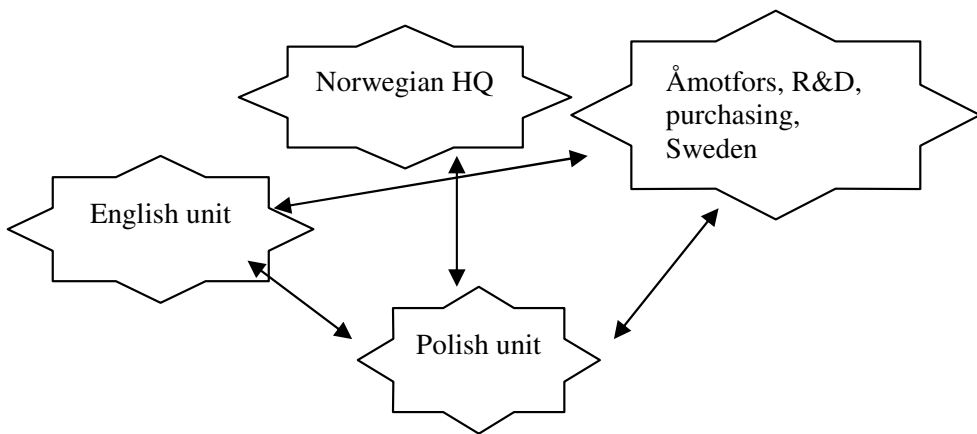 Norwegian HQ
Åmotfors, R&D,
purchasing,
Sweden
English unit
Polish unit